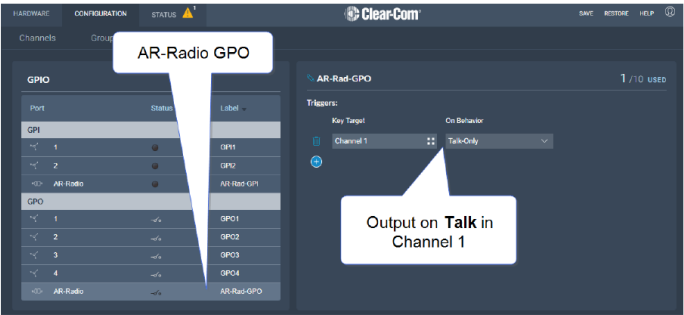 HARDWARE CONFIGURATION STATUS 1 Clear-Com SAVE RESTORE HELP
Channels Group
AR-Radio GPO
GPIO
Port Status Label
GPI
1 GPI1
2 GPI2
AR-Radio AR-Rad-GPI
GPO
1 GPO1
2 GPO2
3 GPO3
4 GPO4
AR-Radio AR-Rad-GPO
AR-Rad-GPO 1 /10 USED
Triggers:
Key Target On Behavior
Channel 1 Talk-Only
Output on Talk in
Channel 1